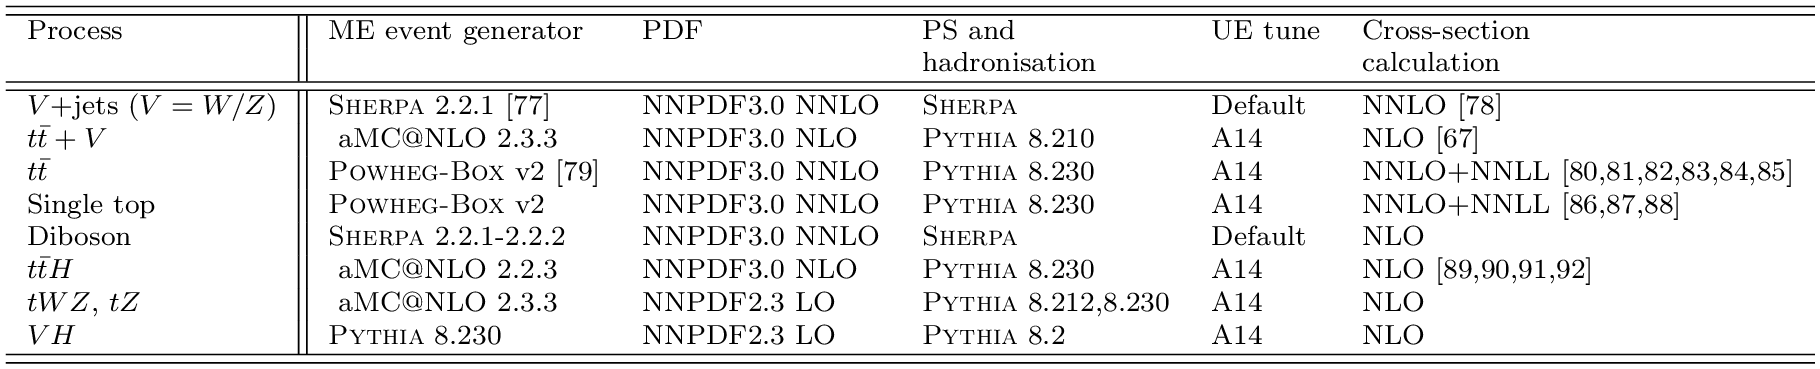 Process ME event generator PDF PS and UE tune Cross-section
hadronisation calculation
V+jets (V = W/Z) Sherpa 2.2.1 [77] NNPDF3.0 NNLO Sherpa Default NNLO [78]
tt̄ + V aMC@NLO 2.3.3 NNPDF3.0 NLO Pythia 8.210 A14 NLO [67]
tt̄ Powheg-Box v2 [79] NNPDF3.0 NNLO Pythia 8.230 A14 NNLO+NNLL [80,81,82,83,84,85]
Single top Powheg-Box v2 NNPDF3.0 NNLO Pythia 8.230 A14 NNLO+NNLL [86,87,88]
Diboson Sherpa 2.2.1-2.2.2 NNPDF3.0 NNLO Sherpa Default NLO
tt̄H aMC@NLO 2.2.3 NNPDF3.0 NLO Pythia 8.230 A14 NLO [89,90,91,92]
tWZ, tZ aMC@NLO 2.3.3 NNPDF2.3 LO Pythia 8.212,8.230 A14 NLO
VH Pythia 8.230 NNPDF2.3 LO Pythia 8.2 A14 NLO